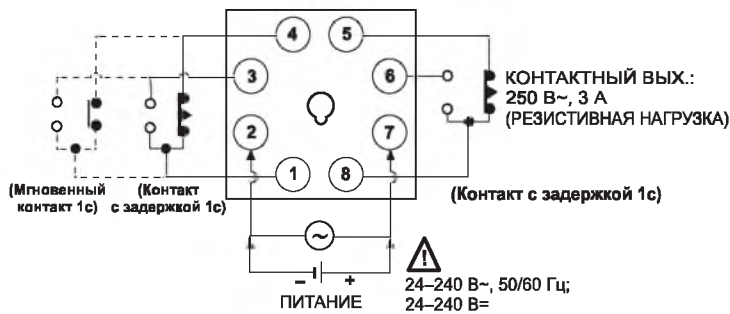 4 5
3 6
2 7
1 8
КОНТАКТНЫЙ ВЫХ.:
250 В~, 3 А
(РЕЗИСТИВНАЯ НАГРУЗКА)
(Мгновенный
контакт 1с)
(Контакт
с задержкой 1с)
(Контакт с задержкой 1с)
~
− +
ПИТАНИЕ
!
24–240 В~, 50/60 Гц;
24–240 В=